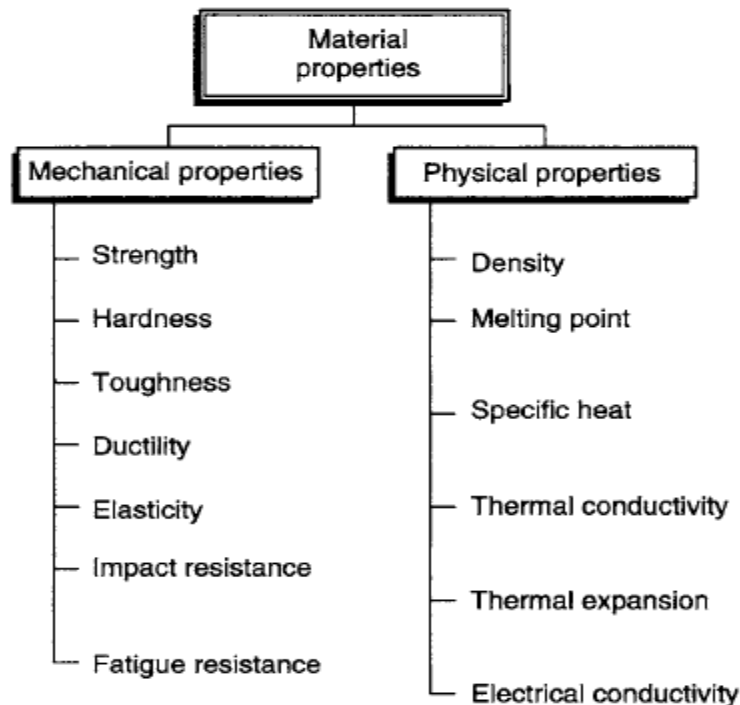 Material
properties
Mechanical properties
Strength
Hardness
Toughness
Ductility
Elasticity
Impact resistance
Fatigue resistance
Physical properties
Density
Melting point
Specific heat
Thermal conductivity
Thermal expansion
Electrical conductivity